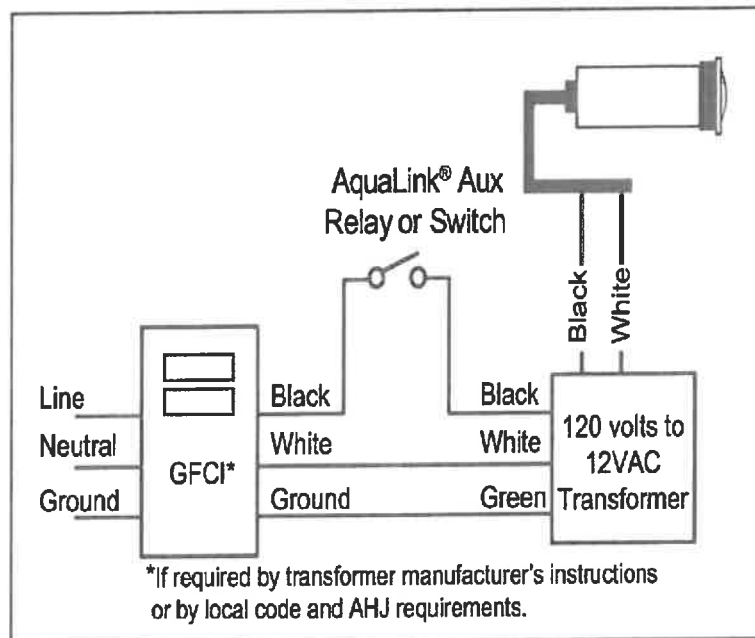 AquaLink® Aux
Relay or Switch
Black
White
Line
Neutral
Ground
GFCI*
Black
White
Ground
Black
White
Green
120 volts to
12VAC
Transformer
*If required by transformer manufacturer's instructions
or by local code and AHJ requirements.